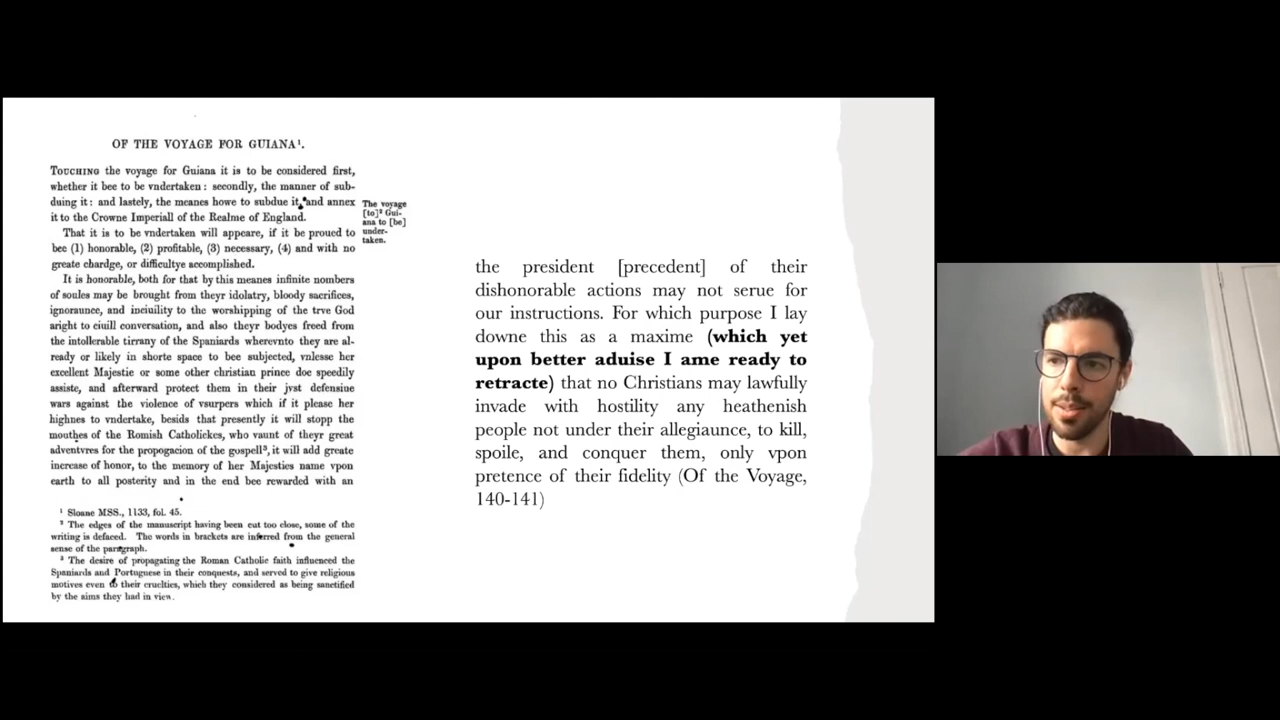 OF THE VOYAGE FOR GUIANA¹.
TOUCHING the voyage for Guiana it is to be considered first,
whether it bee to be vndertaken : secondly, the manner of sub-
duing it: and lastely, the meanes howe to subdue it, and annex
it to the Crowne Imperiall of the Realme of England.
The voyage
[to]² Gui-
ana to [be]
under-
taken.
That it is to be vndertaken will appeare, if it be proued to
bee (1) honorable, (2) profitable, (3) necessary, (4) and with no
greate chardge, or difficultye accomplished.
It is honorable, both for that by this meanes infinite nombers
of soules may be brought from theyr idolatry, bloody sacrifices,
ignoraunce, and inciuility to the worshipping of the trve God
aright to ciuill conversation, and also theyr bodyes freed from
the intollerable tirrany of the Spaniards wherevnto they are al-
ready or likely in shorte space to bee subjected, vnlesse her
excellent Majestie or some other christian prince doe speedily
assiste, and afterward protect them in their jvst defensiue
wars against the violence of vsurpers which if it please her
highnes to vndertake, besids that presently it will stopp the
mouthes of the Romish Catholickes, who vaunt of theyr great
adventvres for the propogacion of the gospell³, it will add greate
increase of honor, to the memory of her Majesties name vpon
earth to all posterity and in the end bee rewarded with an
¹ Sloane MSS., 1133, fol. 45.
² The edges of the manuscript having been cut too close, some of the
writing is defaced. The words in brackets are inferred from the general
sense of the paragraph.
³ The desire of propagating the Roman Catholic faith influenced the
Spaniards and Portuguese in their conquests, and served to give religious
motives even to their cruelties, which they considered as being sanctified
by the aims they had in view.
the president [precedent] of their
dishonorable actions may not serue for
our instructions. For which purpose I lay
downe this as a maxime (which yet
upon better aduise I ame ready to
retracte) that no Christians may lawfully
invade with hostility any heathenish
people not under their allegiaunce, to kill,
spoile, and conquer them, only vpon
pretence of their fidelity (Of the Voyage,
140-141)